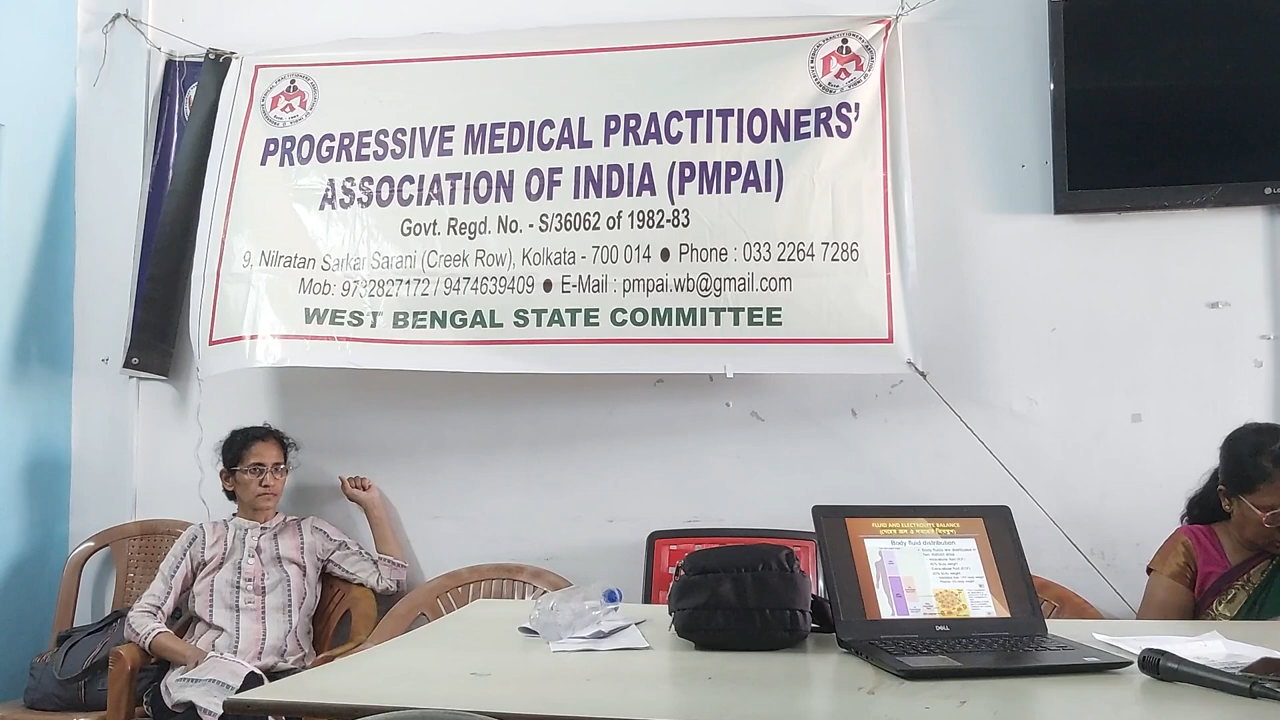 PROGRESSIVE MEDICAL PRACTITIONERS'
ASSOCIATION OF INDIA (PMPAI)
Govt. Regd. No. - S/36062 of 1982-83
9, Nilratan Sarkar Sarani (Creek Row), Kolkata - 700 014 ● Phone : 033 2264 7286
Mob: 9732827172 / 9474639409 ● E-Mail : pmpai.wb@gmail.com
WEST BENGAL STATE COMMITTEE
LG
FLUID AND ELECTROLYTE BALANCE
Body fluid distribution
DELL